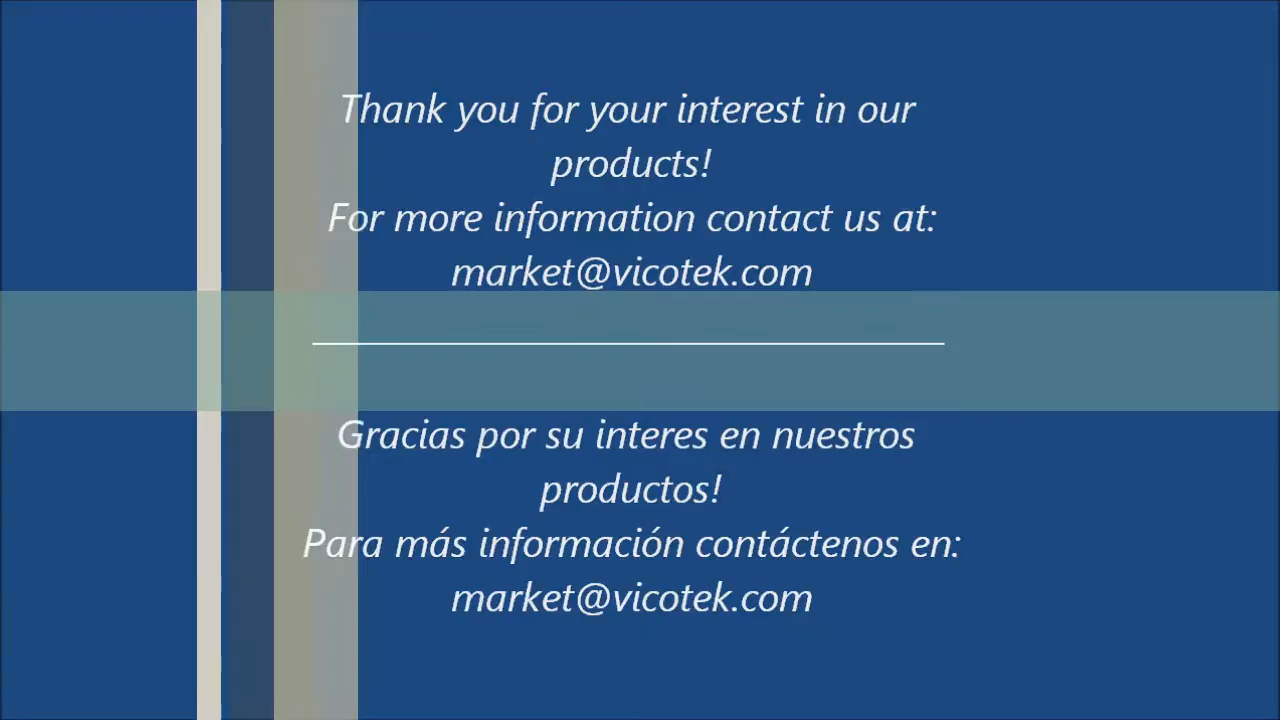 Thank you for your interest in our
products!
For more information contact us at:
market@vicotek.com
Gracias por su interes en nuestros
productos!
Para más información contáctenos en:
market@vicotek.com